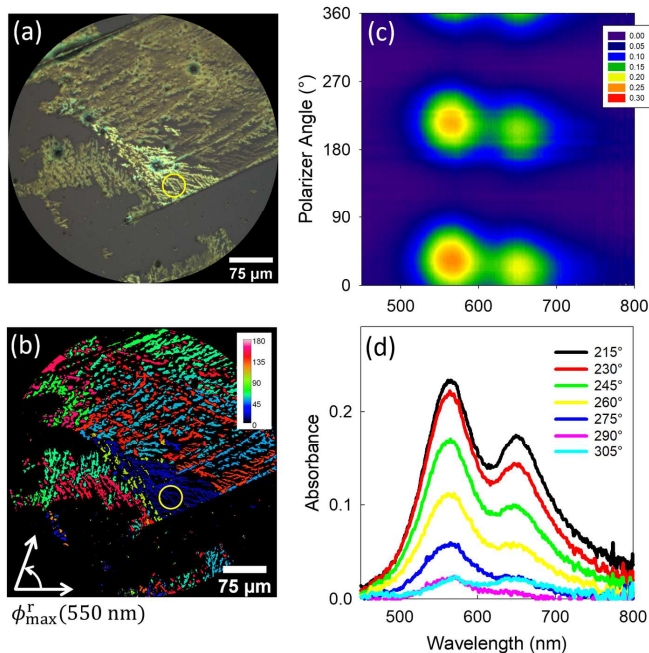 (a)
75 µm
(b)
180
135
90
45
0
75 µm
ϕʳmax(550 nm)
(c)
Polarizer Angle (°)
360
270
180
90
0
500 600 700 800
0.00
0.05
0.10
0.15
0.20
0.25
0.30
(d)
Absorbance
0.2
0.1
0.0
500 600 700 800
Wavelength (nm)
215°
230°
245°
260°
275°
290°
305°